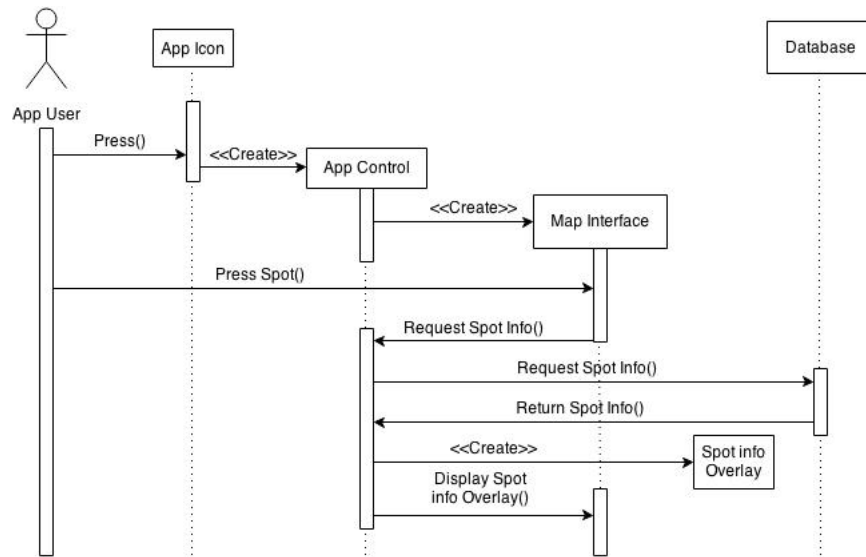 App Icon
Database
App User
Press()
<<Create>>
App Control
<<Create>>
Map Interface
Press Spot()
Request Spot Info()
Request Spot Info()
Return Spot Info()
<<Create>>
Spot info
Overlay
Display Spot
info Overlay()